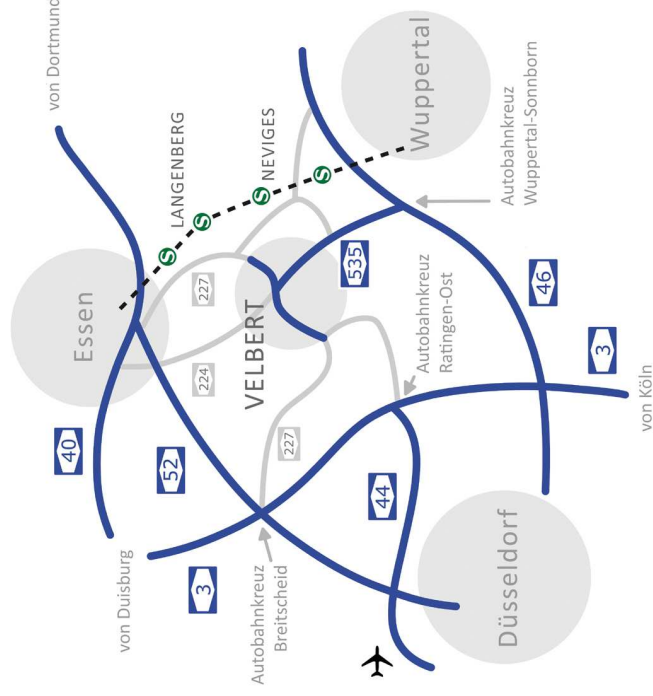 von Dortmund
40
Essen
von Duisburg
S
52
LANGENBERG
S
3
224
227
VELBERT
S
NEVIGES
Autobahnkreuz
Breitscheid
227
S
535
44
Autobahnkreuz
Ratingen-Ost
Wuppertal
Düsseldorf
Autobahnkreuz
Wuppertal-Sonnborn
46
3
von Köln